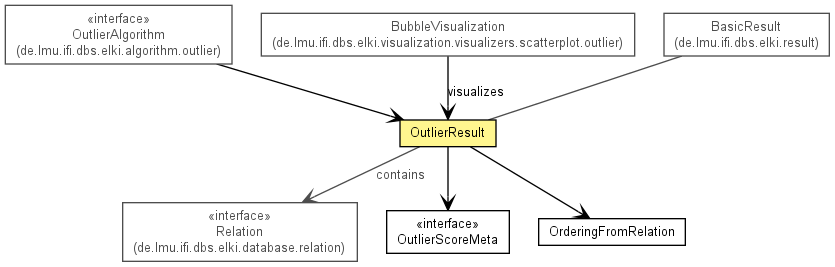 «interface»
OutlierAlgorithm
(de.lmu.ifi.dbs.elki.algorithm.outlier)
BubbleVisualization
(de.lmu.ifi.dbs.elki.visualization.visualizers.scatterplot.outlier)
BasicResult
(de.lmu.ifi.dbs.elki.result)
visualizes
OutlierResult
contains
«interface»
Relation
(de.lmu.ifi.dbs.elki.database.relation)
«interface»
OutlierScoreMeta
OrderingFromRelation